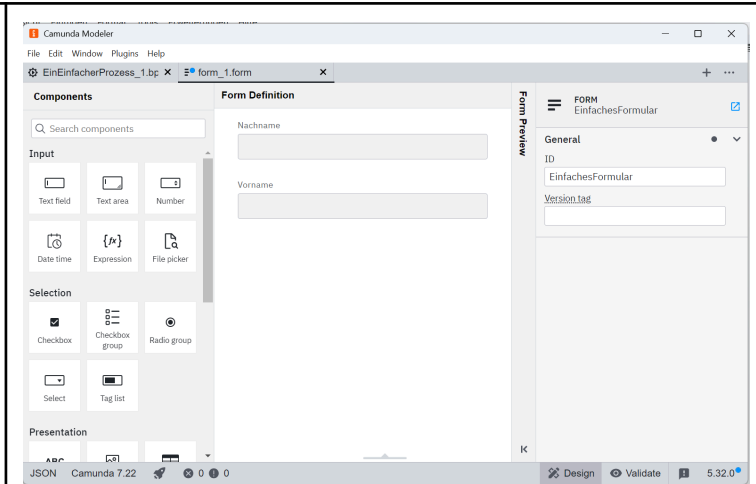 Camunda Modeler
File Edit Window Plugins Help
EinEinfacherProzess_1.bp
form_1.form
Components
Search components
Input
Text field
Text area
Number
Date time
Expression
File picker
Selection
Checkbox
Checkbox group
Radio group
Select
Tag list
Presentation
Form Definition
Nachname
Vorname
Form Preview
FORM
EinfachesFormular
General
ID
EinfachesFormular
Version tag
JSON Camunda 7.22 0 0
Design Validate 5.32.0